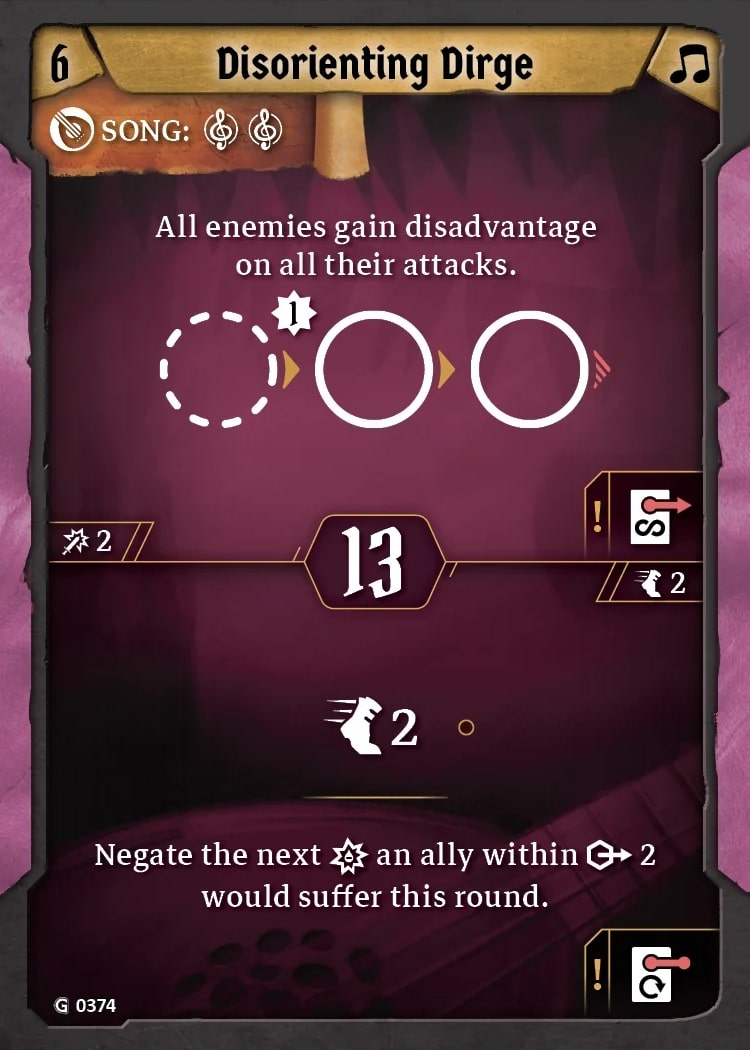 6
Disorienting Dirge
SONG:
All enemies gain disadvantage
on all their attacks.
1
2
!
13
2
2
Negate the next an ally within 2
would suffer this round.
!
G 0374